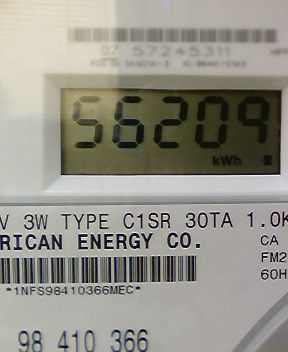 07 57245311
56209
kWh
V 3W TYPE C1SR 30TA 1.0K
RICAN ENERGY CO.
CA
FM2
60H
*1NFS98410366MEC*
98 410 366